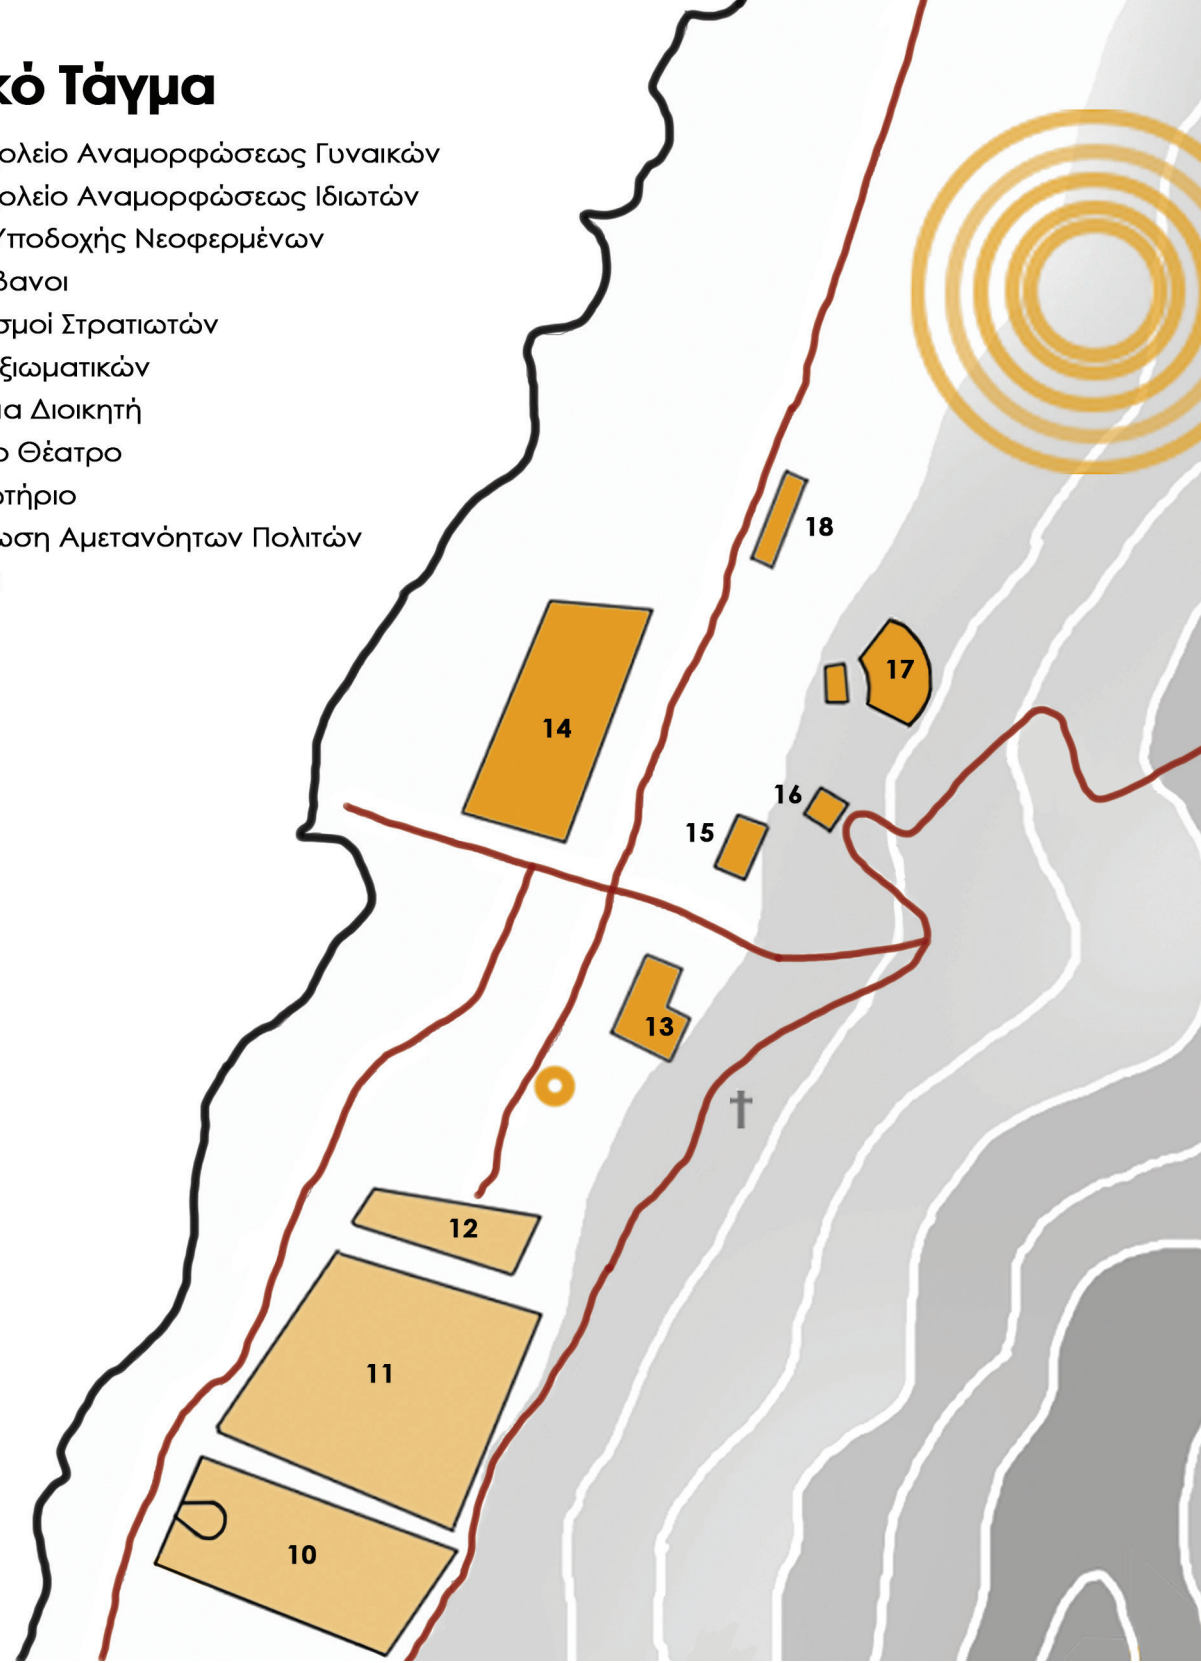 κό Τάγμα
ολείο Αναμορφώσεως Γυναικών
ολείο Αναμορφώσεως Ιδιωτών
Υποδοχής Νεοφερμένων
βανοι
σμοί Στρατιωτών
ξιωματικών
α Διοικητή
ο Θέατρο
ωτήριο
ωση Αμετανόητων Πολιτών
18
17
14
16
15
13
12
11
10